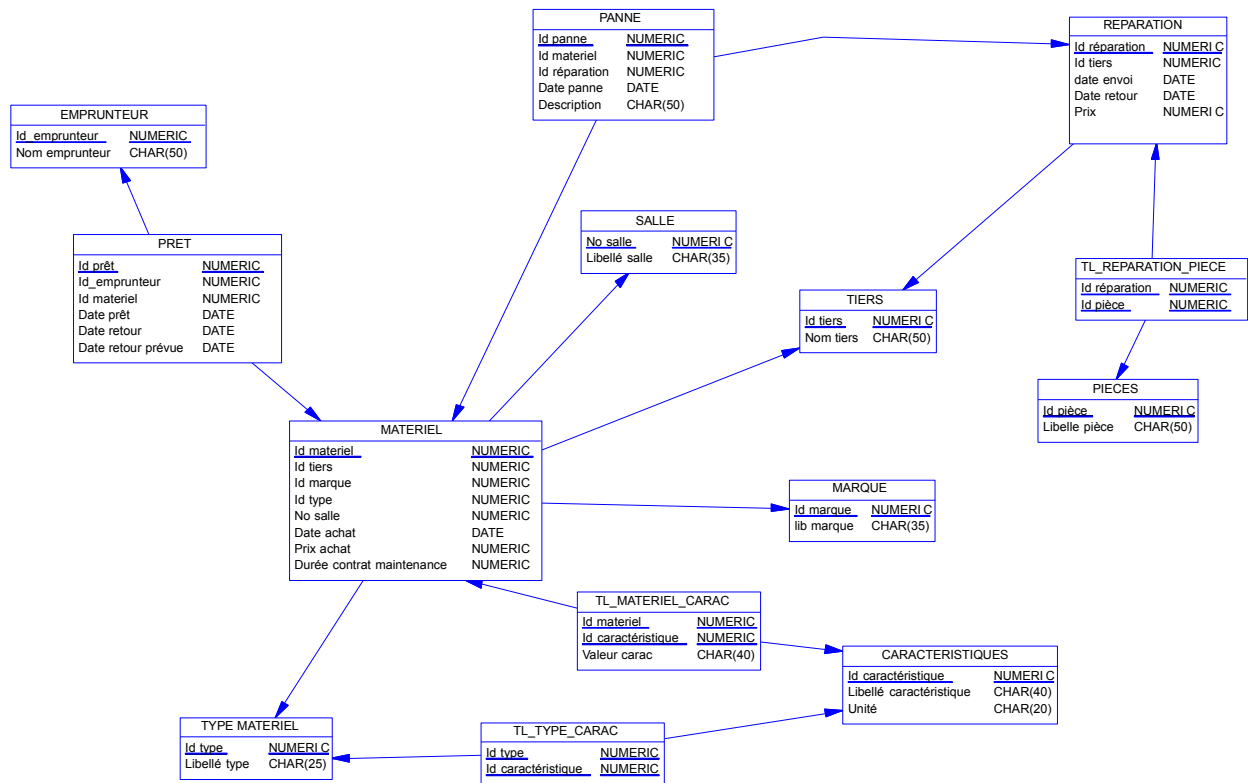 PANNE
Id panne NUMERIC
Id materiel NUMERIC
Id réparation NUMERIC
Date panne DATE
Description CHAR(50)
REPARATION
Id réparation NUMERIC
Id tiers NUMERIC
date envoi DATE
Date retour DATE
Prix NUMERIC
EMPRUNTEUR
Id_emprunteur NUMERIC
Nom emprunteur CHAR(50)
SALLE
No salle NUMERIC
Libellé salle CHAR(35)
PRET
Id prêt NUMERIC
Id_emprunteur NUMERIC
Id materiel NUMERIC
Date prêt DATE
Date retour DATE
Date retour prévue DATE
TL_REPARATION_PIECE
Id réparation NUMERIC
Id pièce NUMERIC
TIERS
Id tiers NUMERIC
Nom tiers CHAR(50)
PIECES
Id pièce NUMERIC
Libelle pièce CHAR(50)
MATERIEL
Id materiel NUMERIC
Id tiers NUMERIC
Id marque NUMERIC
Id type NUMERIC
No salle NUMERIC
Date achat DATE
Prix achat NUMERIC
Durée contrat maintenance NUMERIC
MARQUE
Id marque NUMERIC
lib marque CHAR(35)
TL_MATERIEL_CARAC
Id materiel NUMERIC
Id caractéristique NUMERIC
Valeur carac CHAR(40)
CARACTERISTIQUES
Id caractéristique NUMERIC
Libellé caractéristique CHAR(40)
Unité CHAR(20)
TYPE MATERIEL
Id type NUMERIC
Libellé type CHAR(25)
TL_TYPE_CARAC
Id type NUMERIC
Id caractéristique NUMERIC